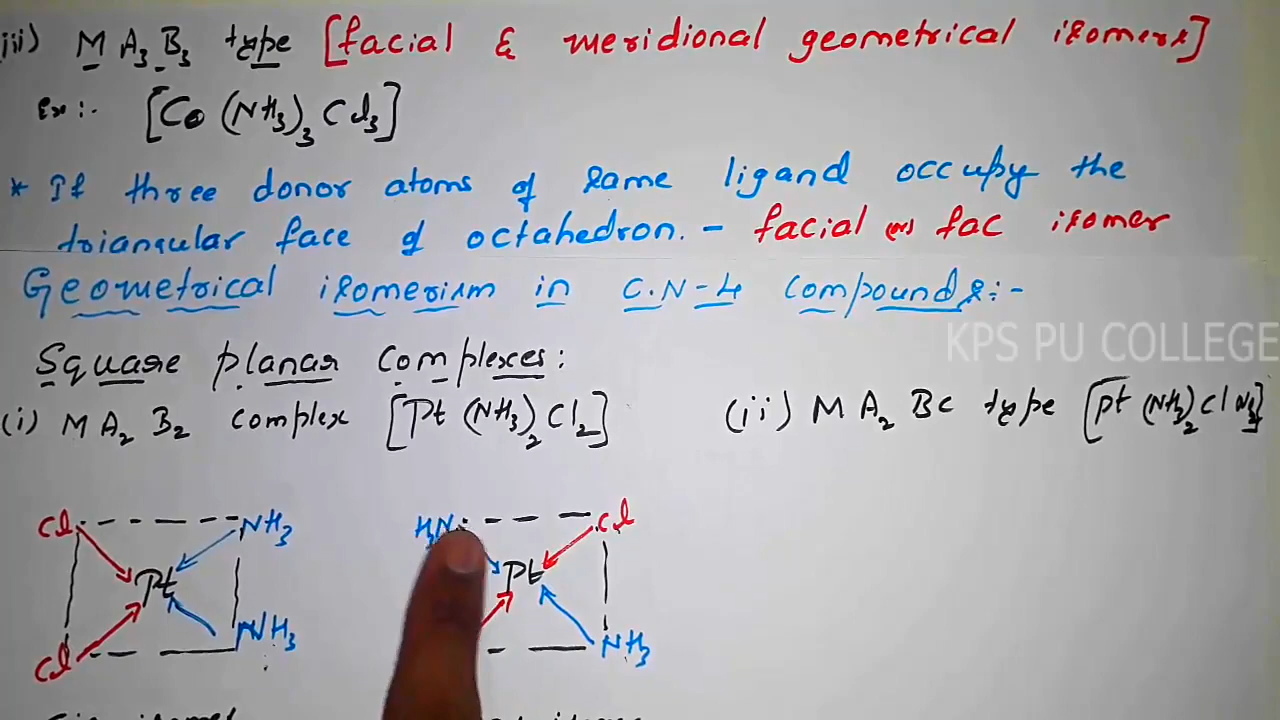 iii) M A3 B3 type [facial & meridional geometrical isomers]
Ex:- [Co (NH3)3 Cl3]
* If three donor atoms of same ligand occupy the
triangular face of octahedron. - facial (or) fac isomer
Geometrical isomerism in C.N-4 compounds:-
KPS PU COLLEGE
Square planar complexes:
(i) M A2 B2 complex [Pt (NH3)2 Cl2] (ii) M A2 BC type [Pt (NH3)2 Cl
Cl NH3 H3N Cl
Pt Pt
Cl NH3 NH3
Cis isomer